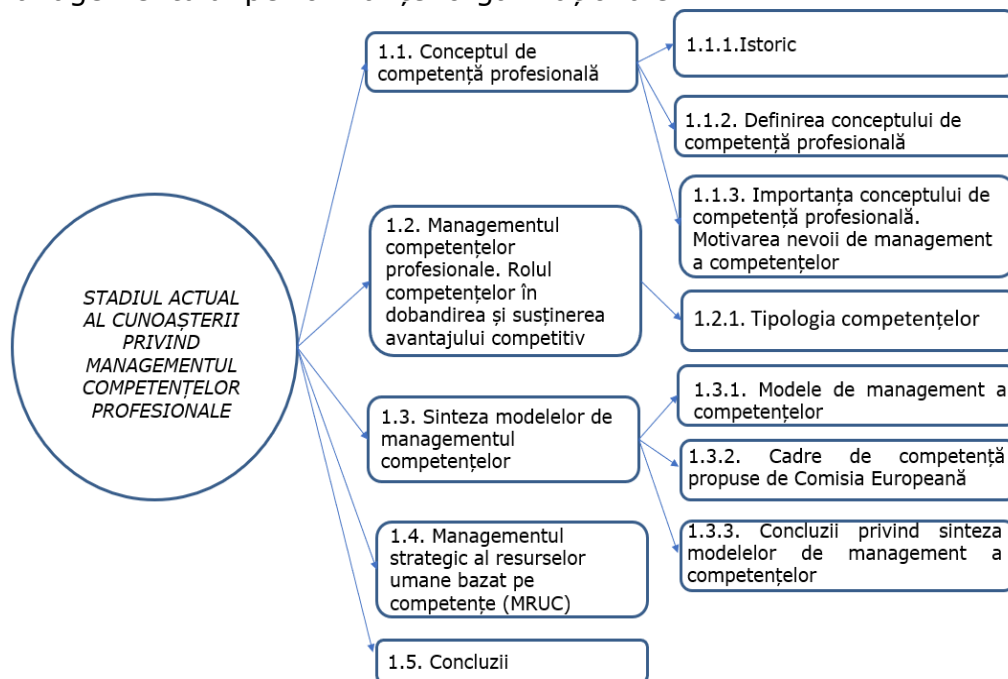 1.1. Conceptul de
competență profesională
1.1.1.Istoric
1.1.2. Definirea conceptului de
competență profesională
1.1.3. Importanța conceptului de
competență profesională.
Motivarea nevoii de management
a competențelor
STADIUL ACTUAL
AL CUNOAȘTERII
PRIVIND
MANAGEMENTUL
COMPETENȚELOR
PROFESIONALE
1.2. Managementul
competențelor
profesionale. Rolul
competențelor în
dobandirea și susținerea
avantajului competitiv
1.2.1. Tipologia competențelor
1.3. Sinteza modelelor de
managementul
competențelor
1.3.1. Modele de management a
competențelor
1.3.2. Cadre de competență
propuse de Comisia Europeană
1.3.3. Concluzii privind sinteza
modelelor de management a
competențelor
1.4. Managementul
strategic al resurselor
umane bazat pe
competențe (MRUC)
1.5. Concluzii